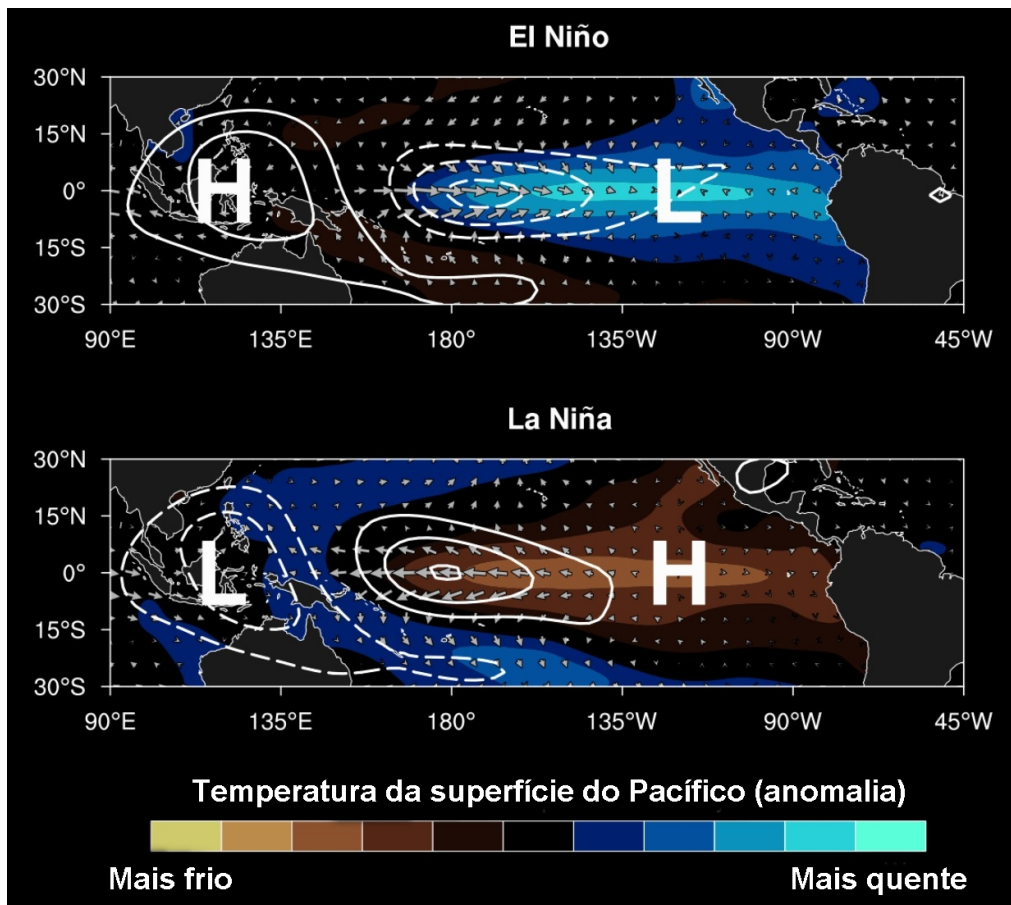 El Niño
30°N
15°N
0°
15°S
30°S
H
L
90°E 135°E 180° 135°W 90°W 45°W
La Niña
30°N
15°N
0°
15°S
30°S
L
H
90°E 135°E 180° 135°W 90°W 45°W
Temperatura da superfície do Pacífico (anomalia)
Mais frio
Mais quente